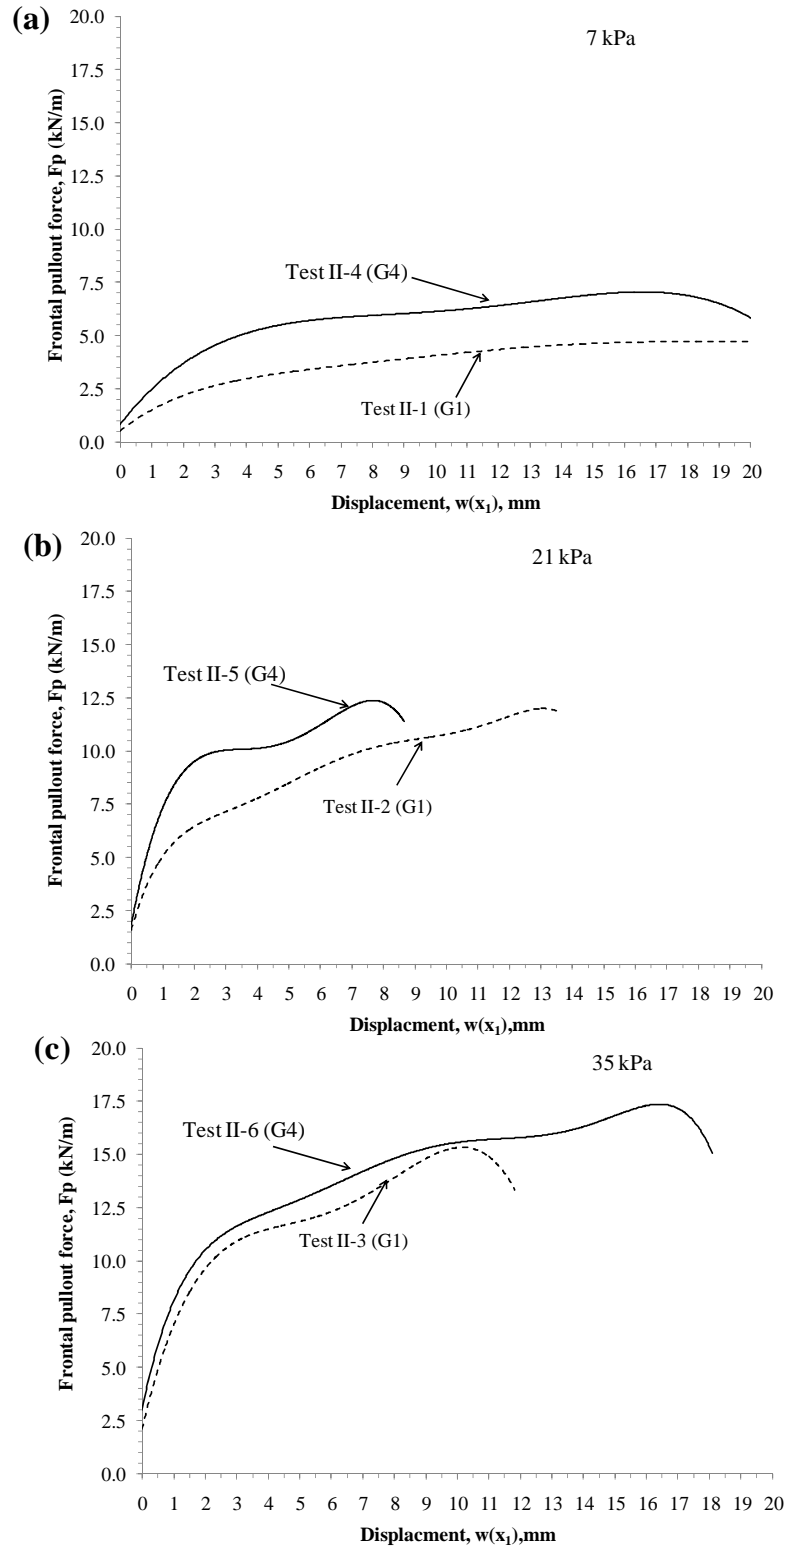 (a)
7 kPa
Frontal pullout force, Fp (kN/m)
20.0
17.5
15.0
12.5
10.0
7.5
5.0
2.5
0.0
Test II-4 (G4)
Test II-1 (G1)
0 1 2 3 4 5 6 7 8 9 10 11 12 13 14 15 16 17 18 19 20
Displacement, w(x₁), mm
(b)
21 kPa
Frontal pullout force, Fp (kN/m)
20.0
17.5
15.0
12.5
10.0
7.5
5.0
2.5
0.0
Test II-5 (G4)
Test II-2 (G1)
0 1 2 3 4 5 6 7 8 9 10 11 12 13 14 15 16 17 18 19 20
Displacment, w(x₁),mm
(c)
35 kPa
Frontal pullout force, Fp (kN/m)
20.0
17.5
15.0
12.5
10.0
7.5
5.0
2.5
0.0
Test II-6 (G4)
Test II-3 (G1)
0 1 2 3 4 5 6 7 8 9 10 11 12 13 14 15 16 17 18 19 20
Displacment, w(x₁),mm